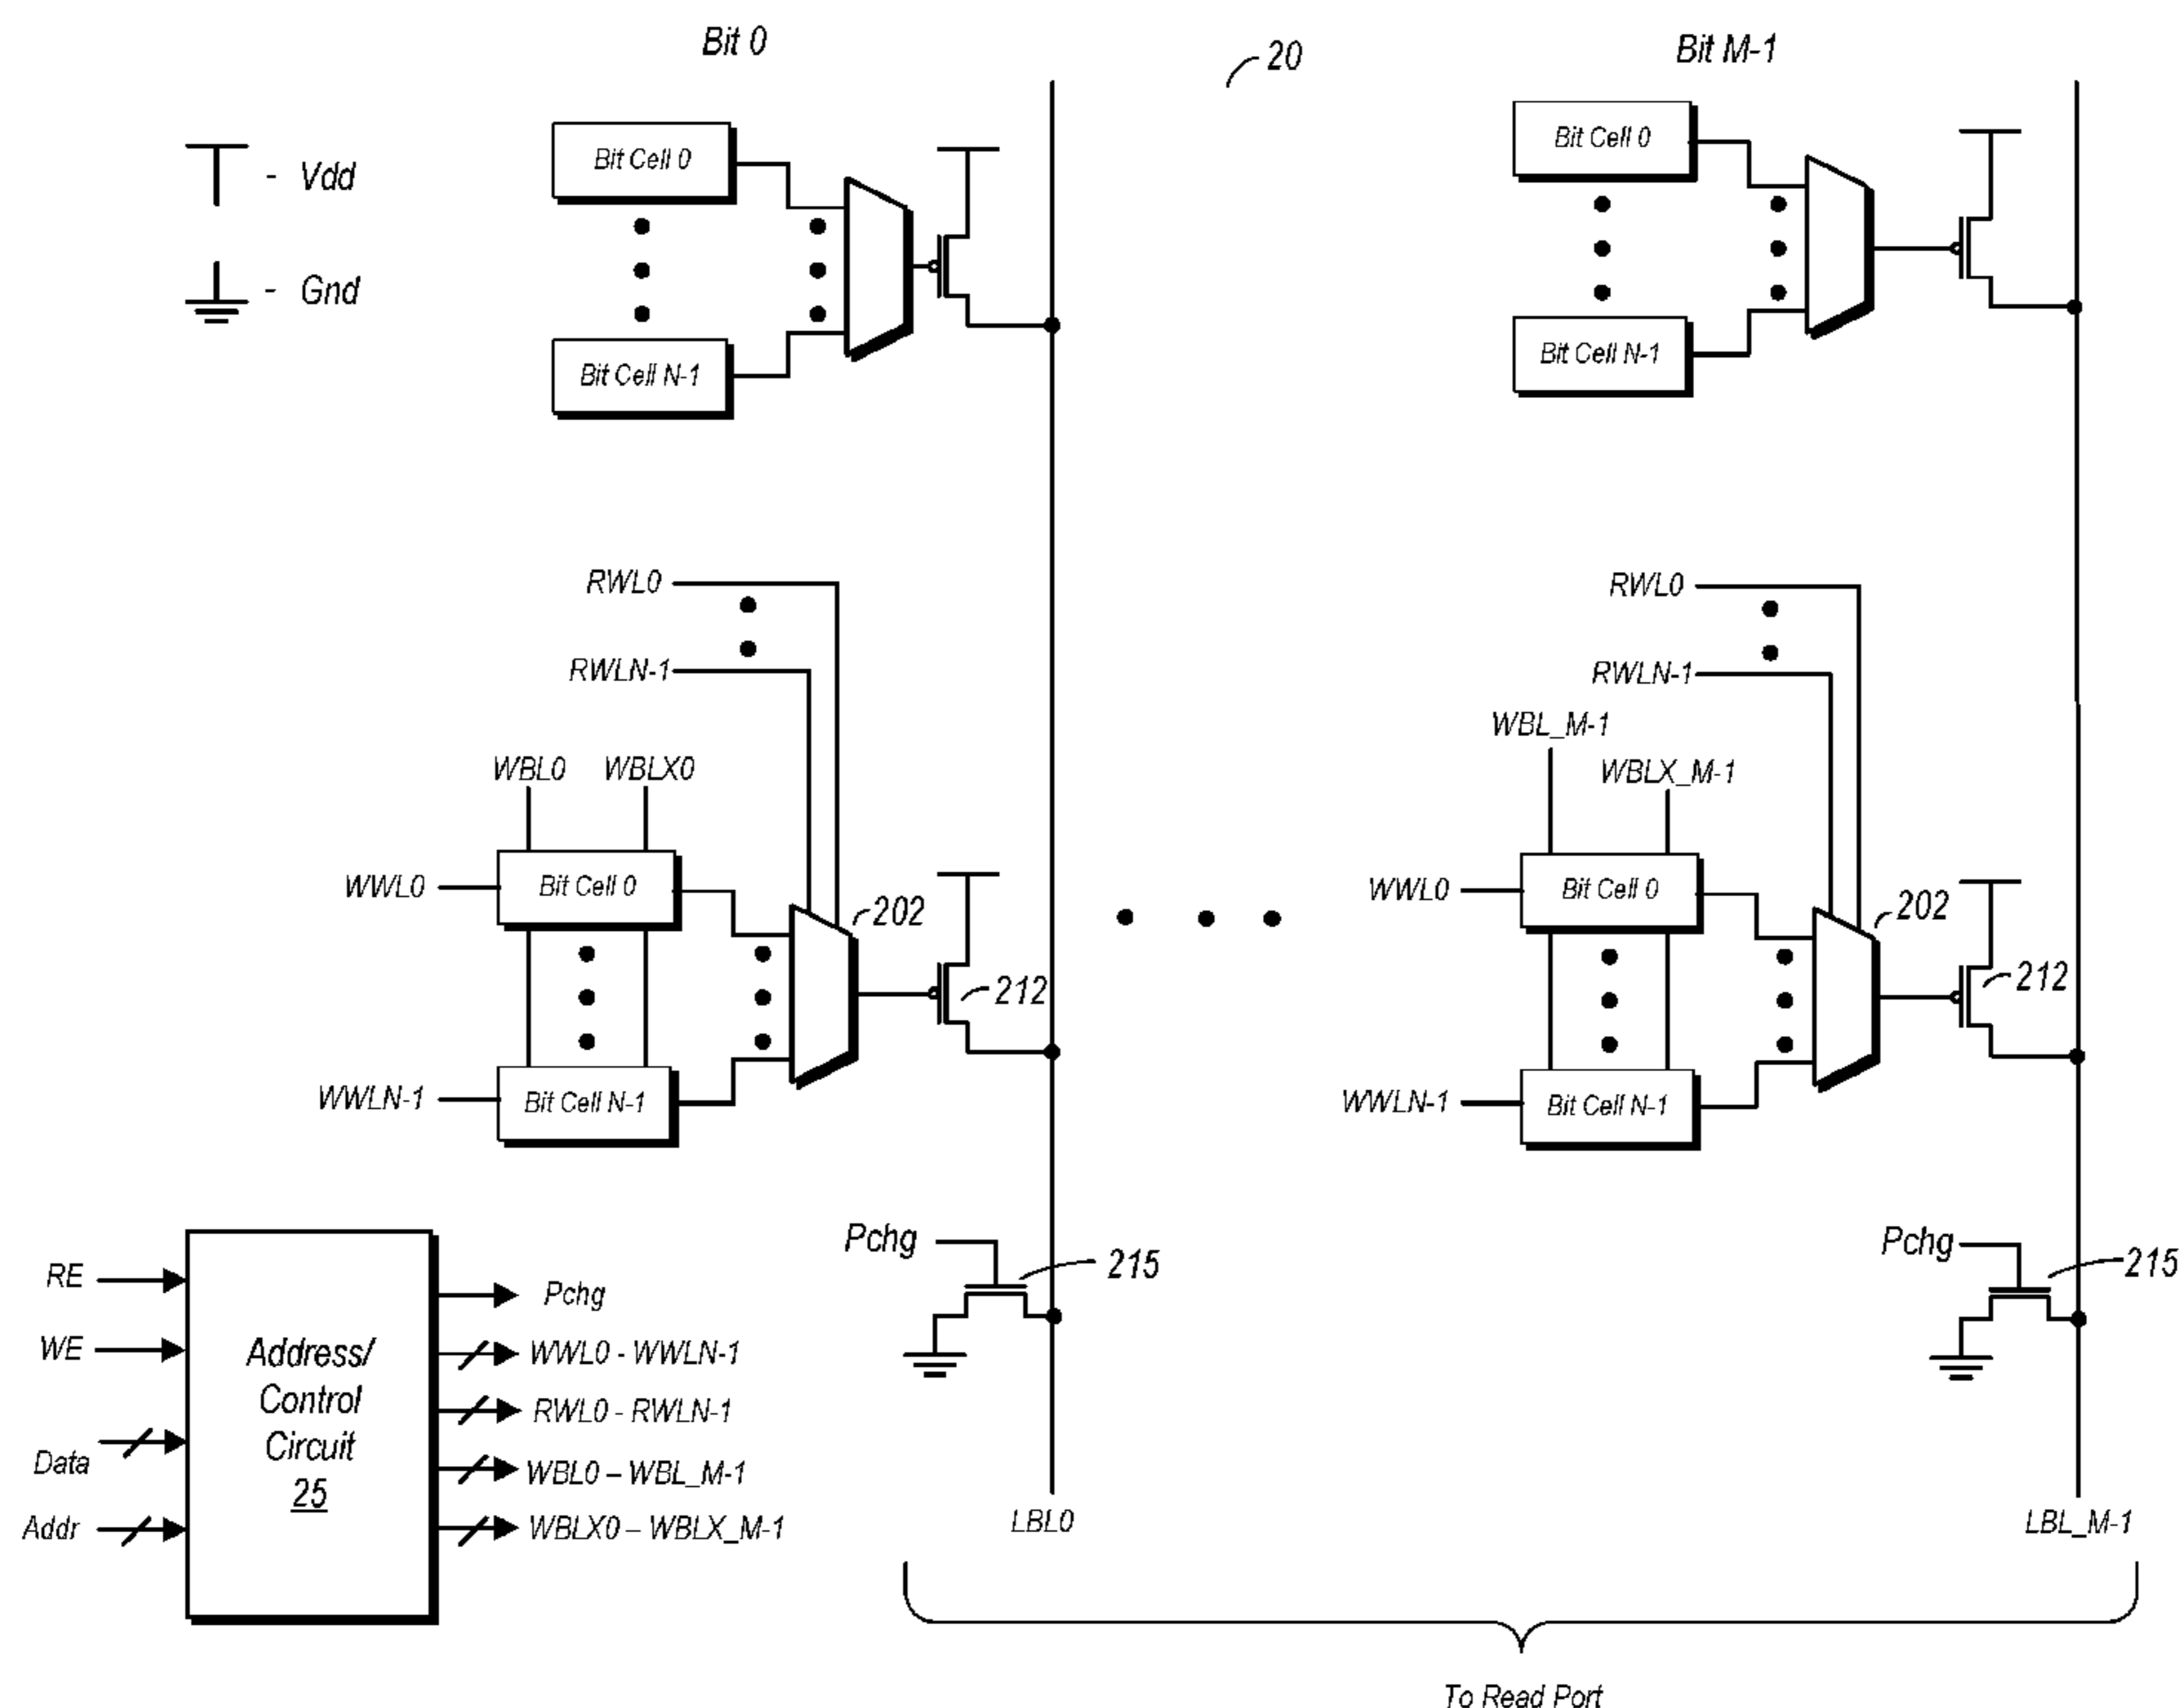 Bit 0
20
Bit M-1
- Vdd
- Gnd
Bit Cell 0
Bit Cell N-1
Bit Cell 0
Bit Cell N-1
RWL0
RWLN-1
WBL0 WBLX0
WWL0
Bit Cell 0
202
212
WWLN-1
Bit Cell N-1
RWL0
RWLN-1
WBL_M-1
WBLX_M-1
WWL0
Bit Cell 0
202
212
WWLN-1
Bit Cell N-1
Pchg
215
Pchg
215
RE
WE
Data
Addr
Address/
Control
Circuit
25
Pchg
WWL0 - WWLN-1
RWL0 - RWLN-1
WBL0 – WBL_M-1
WBLX0 – WBLX_M-1
LBL0
LBL_M-1
To Read Port